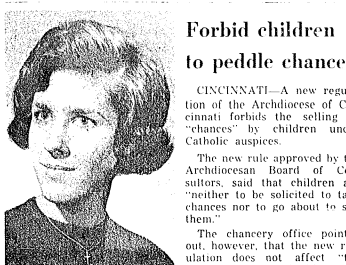 Forbid children
to peddle chance
CINCINNATI—A new regu
tion of the Archdiocese of C
cinnati forbids the selling
"chances" by children und
Catholic auspices.
The new rule approved by t
Archdiocesan Board of Co
sultors, said that children a
"neither to be solicited to ta
chances nor to go about to s
them."
The chancery office point
out, however, that the new r
ulation does not affect "t